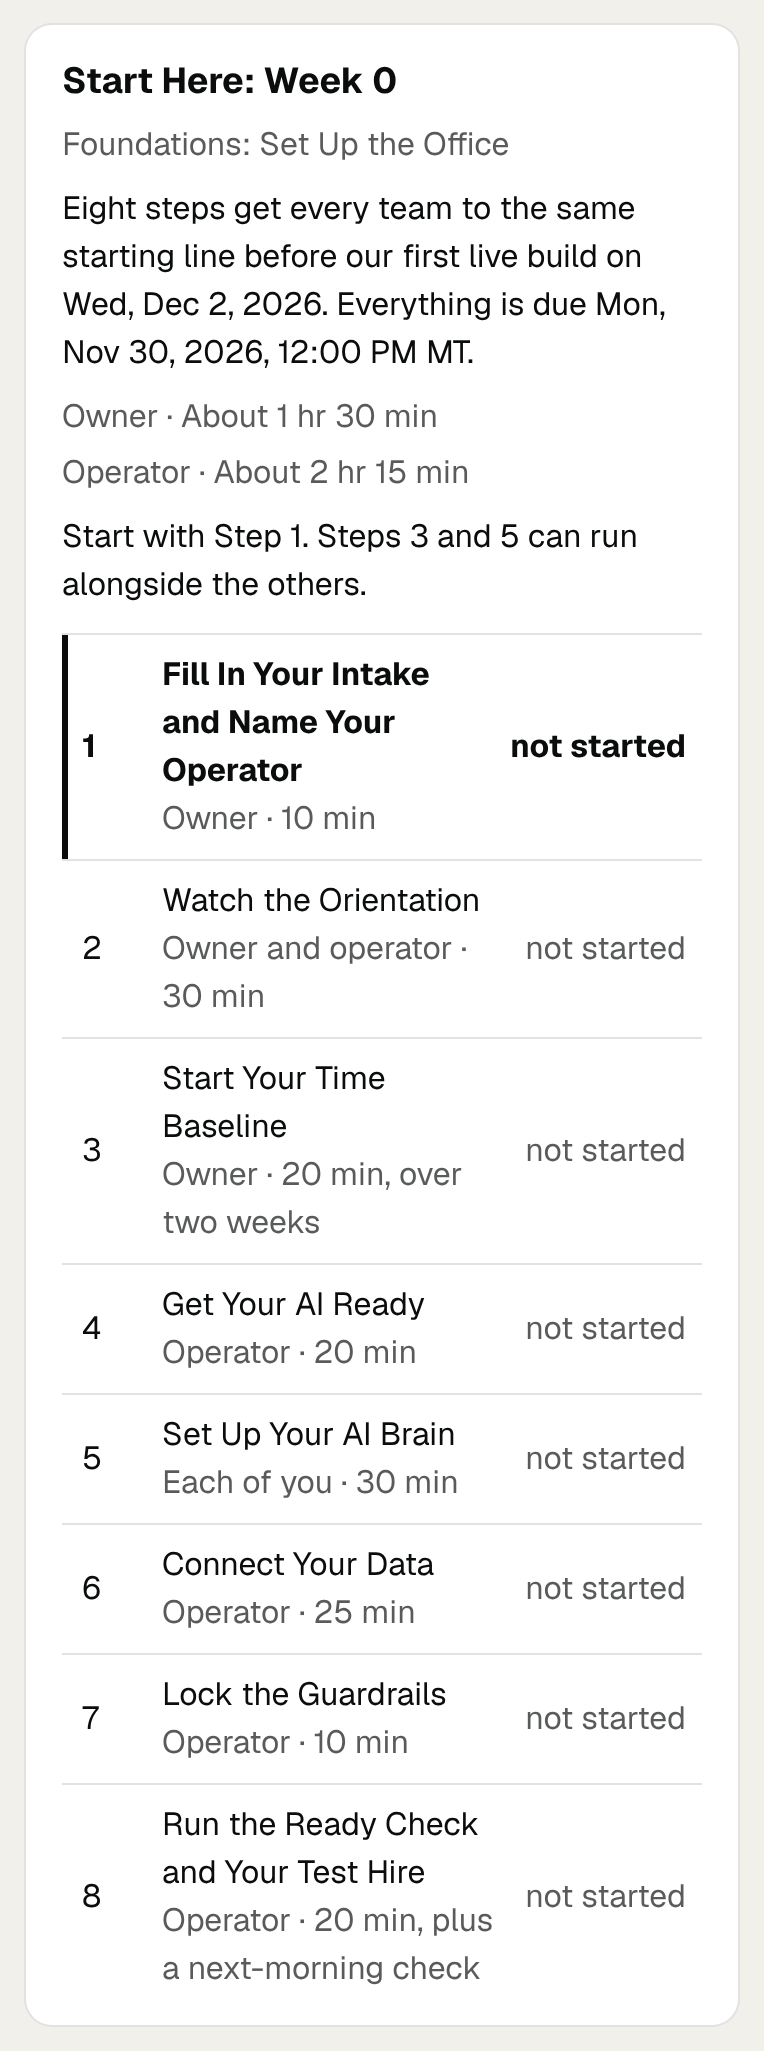 Start Here: Week 0
Foundations: Set Up the Office
Eight steps get every team to the same
starting line before our first live build on
Wed, Dec 2, 2026. Everything is due Mon,
Nov 30, 2026, 12:00 PM MT.
Owner · About 1 hr 30 min
Operator · About 2 hr 15 min
Start with Step 1. Steps 3 and 5 can run
alongside the others.
1
Fill In Your Intake
and Name Your
Operator
Owner · 10 min
not started
2
Watch the Orientation
Owner and operator ·
30 min
not started
3
Start Your Time
Baseline
Owner · 20 min, over
two weeks
not started
4
Get Your AI Ready
Operator · 20 min
not started
5
Set Up Your AI Brain
Each of you · 30 min
not started
6
Connect Your Data
Operator · 25 min
not started
7
Lock the Guardrails
Operator · 10 min
not started
8
Run the Ready Check
and Your Test Hire
Operator · 20 min, plus
a next-morning check
not started